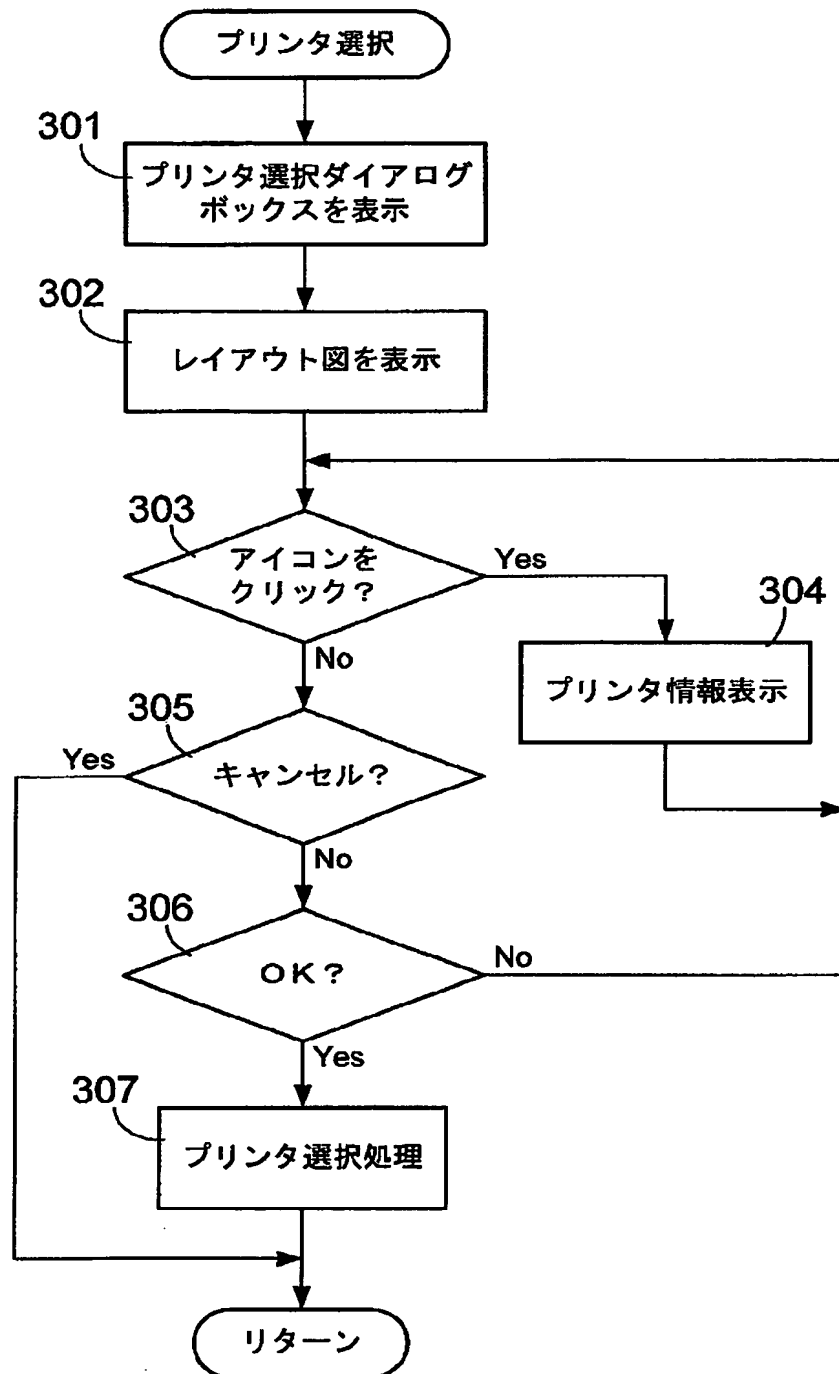 プリンタ選択
301
プリンタ選択ダイアログ
ボックスを表示
302
レイアウト図を表示
303
アイコンを
クリック？
Yes
304
No
プリンタ情報表示
305
Yes
キャンセル？
No
306
OK？
No
Yes
307
プリンタ選択処理
リターン